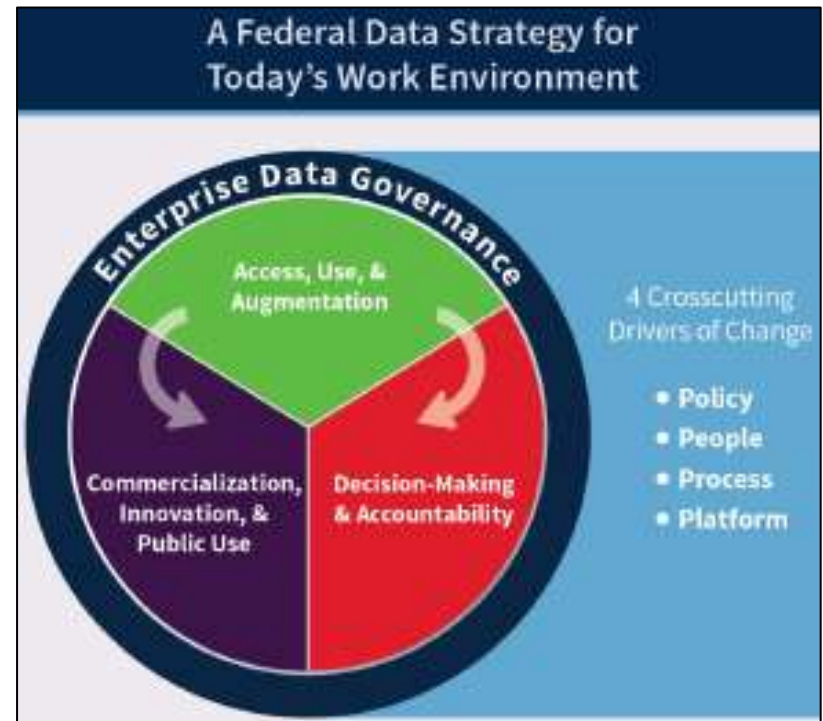 A Federal Data Strategy for
Today's Work Environment
Enterprise Data Governance
Access, Use, &
Augmentation
Commercialization,
Innovation, &
Public Use
Decision-Making
& Accountability
4 Crosscutting
Drivers of Change
• Policy
• People
• Process
• Platform